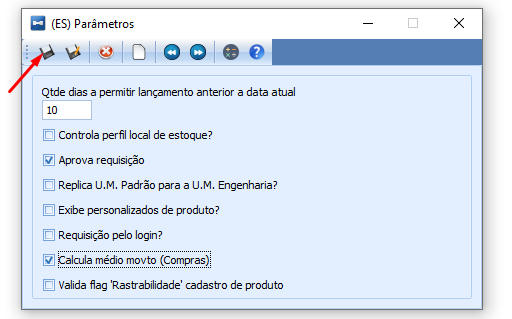 (ES) Parâmetros
Qtde dias a permitir lançamento anterior a data atual
10
Controla perfil local de estoque?
Aprova requisição
Replica U.M. Padrão para a U.M. Engenharia?
Exibe personalizados de produto?
Requisição pelo login?
Calcula médio movto (Compras)
Valida flag 'Rastrabilidade' cadastro de produto